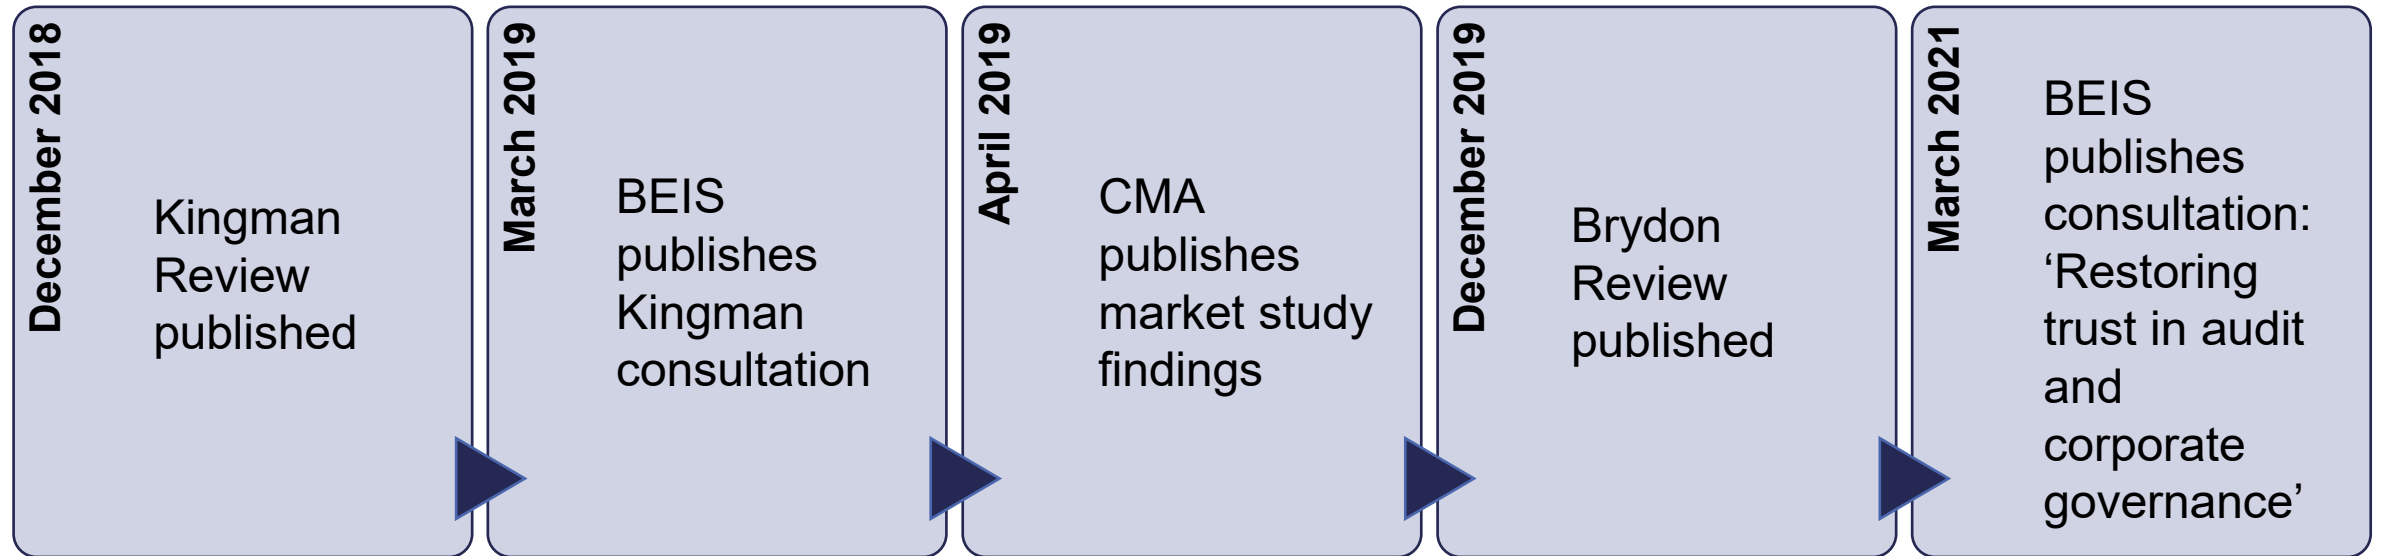 December 2018
Kingman
Review
published
March 2019
BEIS
publishes
Kingman
consultation
April 2019
CMA
publishes
market study
findings
December 2019
Brydon
Review
published
March 2021
BEIS
publishes
consultation:
‘Restoring
trust in audit
and
corporate
governance’